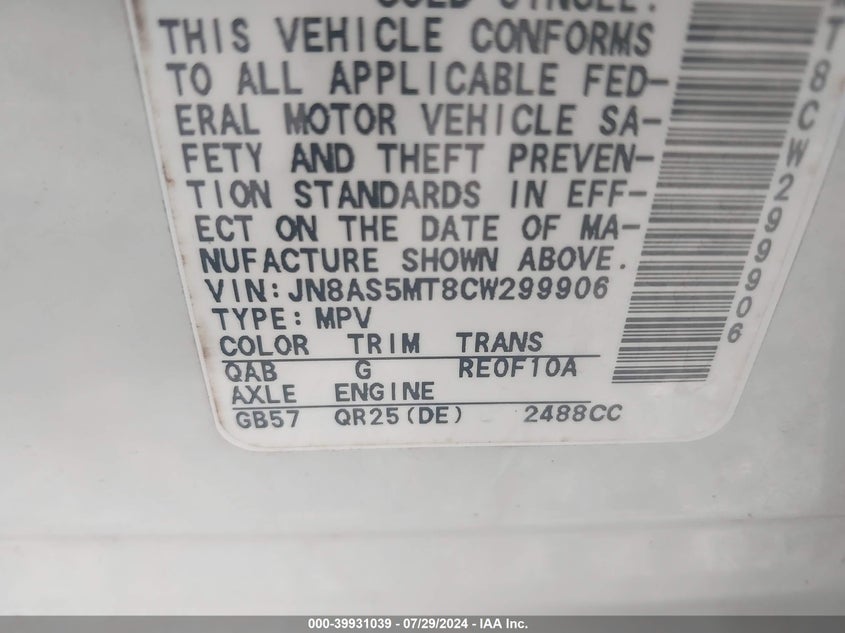 THIS VEHICLE CONFORMS
TO ALL APPLICABLE FED-
ERAL MOTOR VEHICLE SA-
FETY AND THEFT PREVEN-
TION STANDARDS IN EFF-
ECT ON THE DATE OF MA-
NUFACTURE SHOWN ABOVE.
VIN:JN8AS5MT8CW299906
TYPE:MPV
COLOR TRIM TRANS
QAB G RE0F10A
AXLE ENGINE
GB57 QR25(DE) 2488CC
T8CW299906
000-39931039 - 07/29/2024 - IAA Inc.